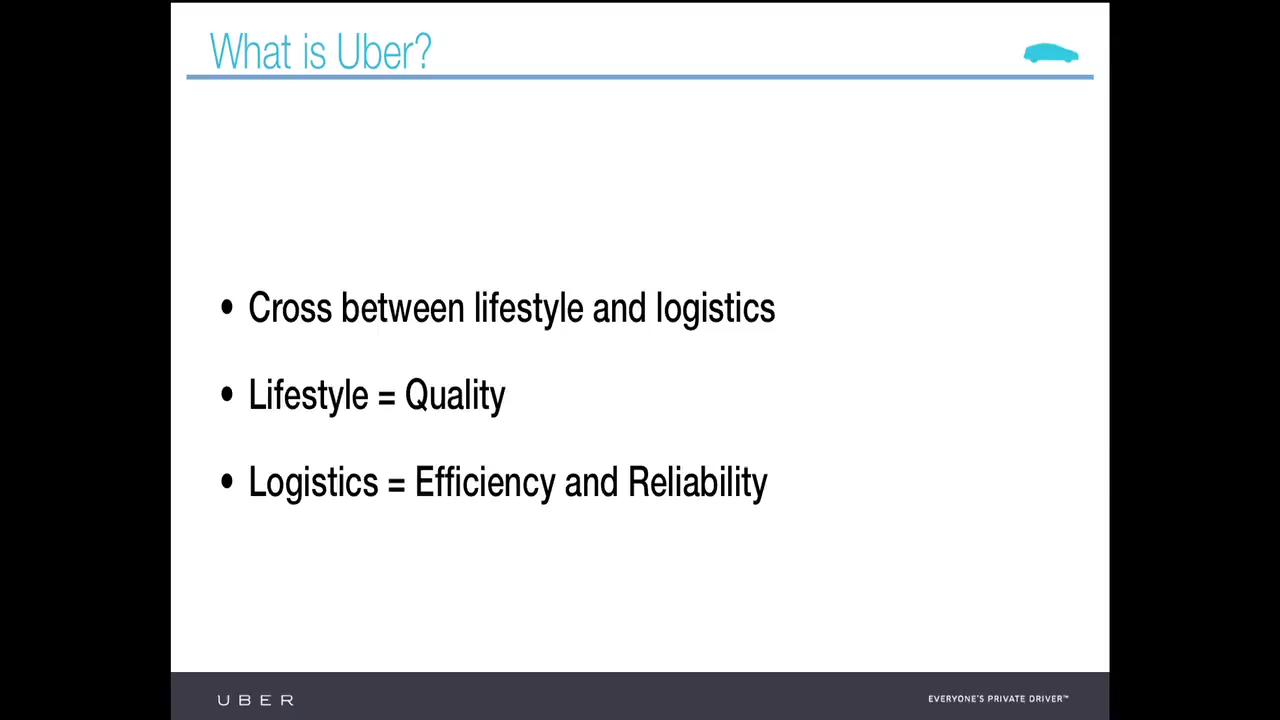 What is Uber?
• Cross between lifestyle and logistics
• Lifestyle = Quality
• Logistics = Efficiency and Reliability
UBER
EVERYONE'S PRIVATE DRIVER™